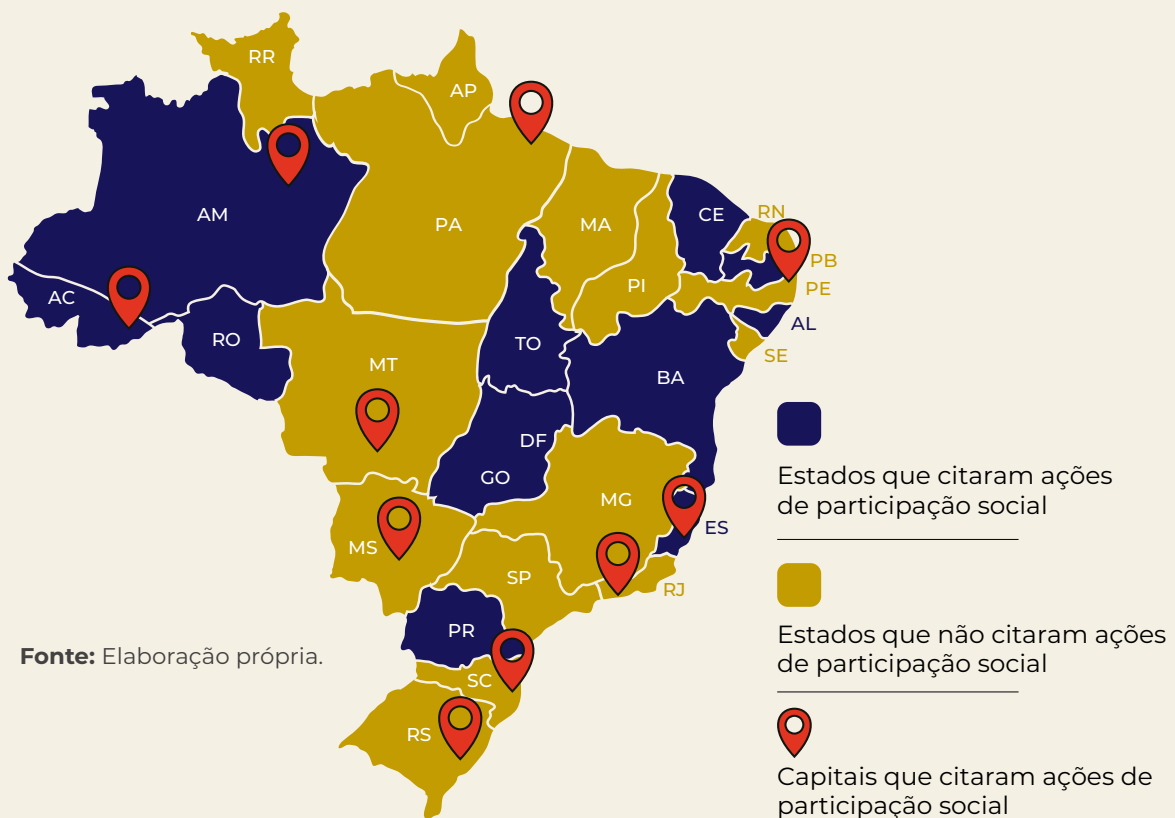 RR
AP
AM
PA
MA
CE
RN
PI
PB
PE
AC
RO
TO
AL
MT
SE
BA
DF
GO
MG
MS
ES
SP
RJ
PR
SC
RS
Fonte: Elaboração própria.
Estados que citaram ações
de participação social
Estados que não citaram ações
de participação social
Capitais que citaram ações de
participação social